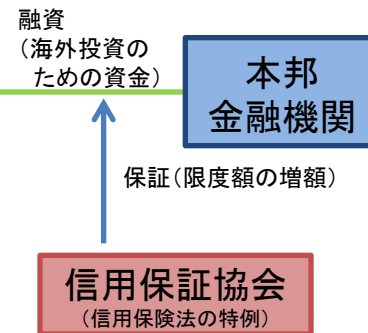 融資
（海外投資の
ための資金）
本邦
金融機関
保証（限度額の増額）
信用保証協会
（信用保険法の特例）